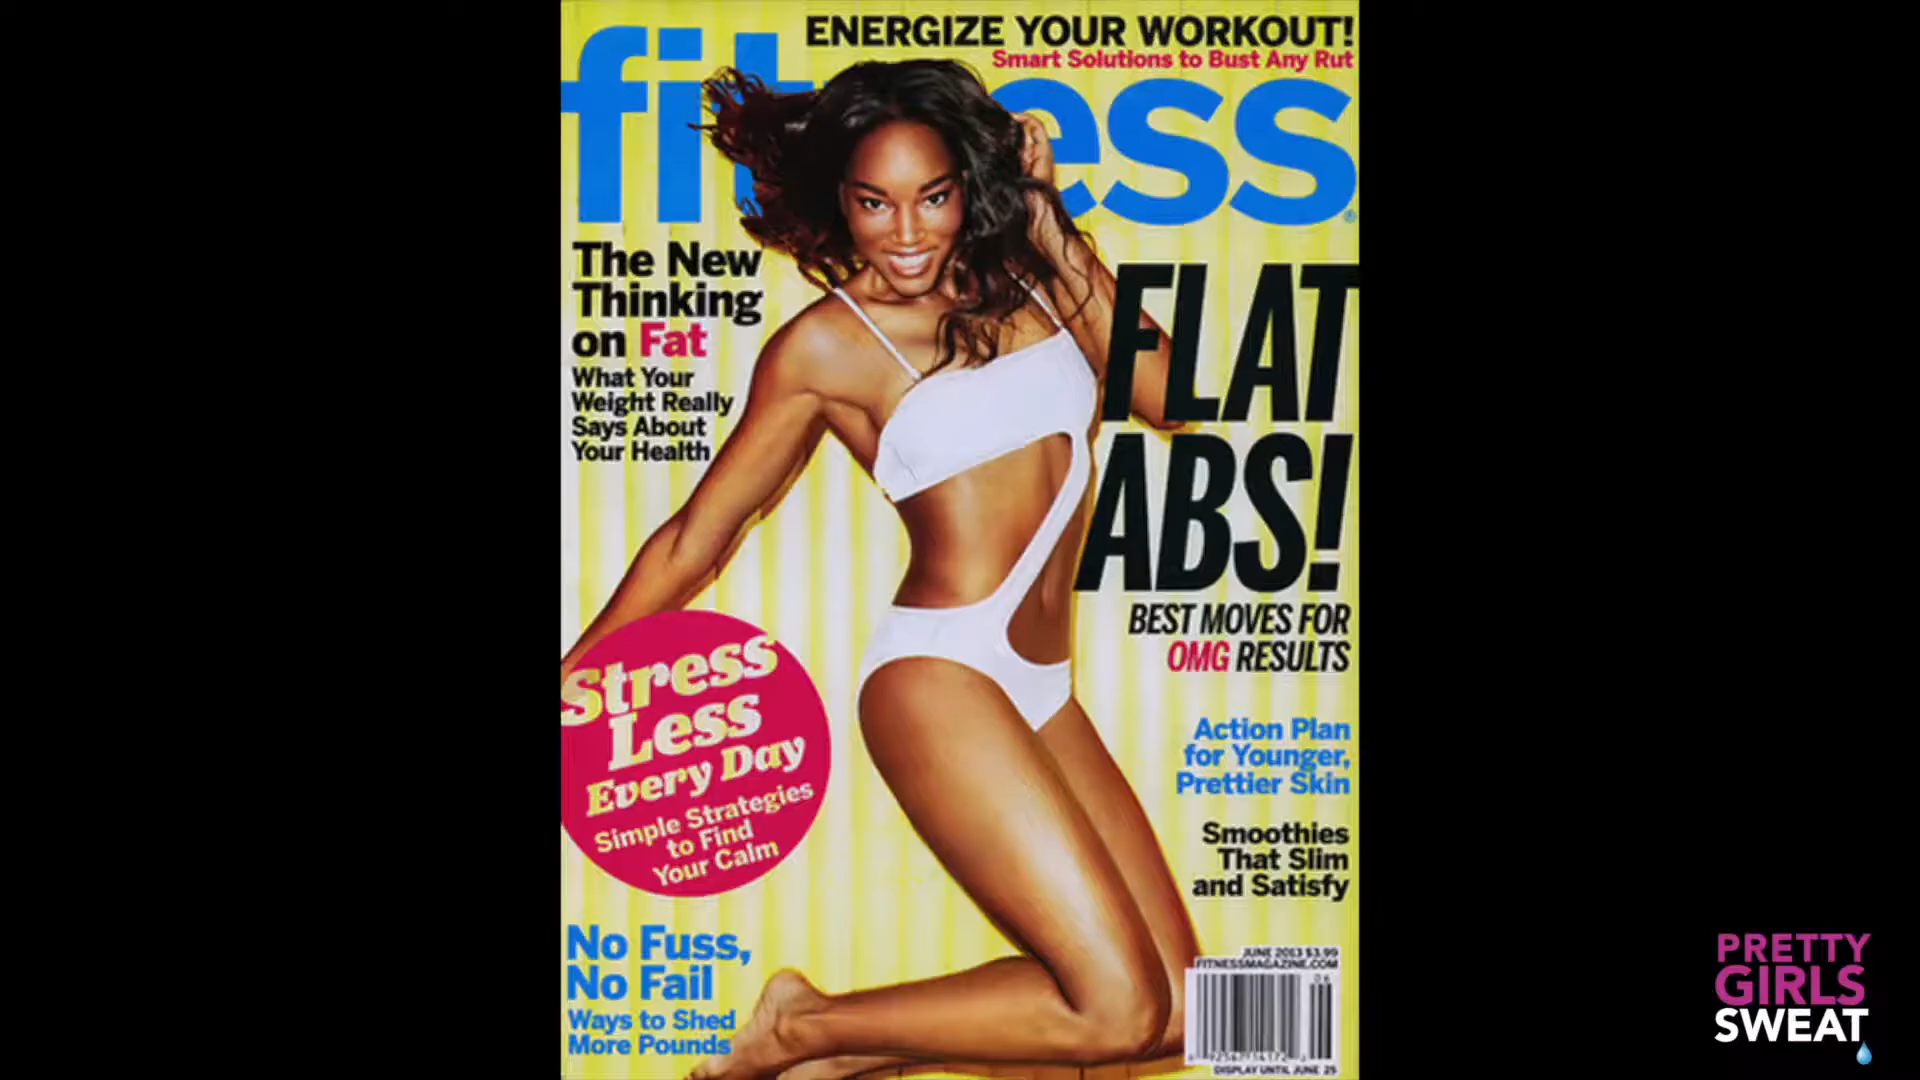 ENERGIZE YOUR WORKOUT!
Smart Solutions to Bust Any Rut
fitness
The New
Thinking
on Fat
What Your
Weight Really
Says About
Your Health
FLAT
ABS!
BEST MOVES FOR
OMG RESULTS
Stress
Less
Every Day
Simple Strategies
to Find
Your Calm
Action Plan
for Younger,
Prettier Skin
Smoothies
That Slim
and Satisfy
No Fuss,
No Fail
Ways to Shed
More Pounds
JUNE 2013 $3.99
FITNESSMAGAZINE.COM
06
DISPLAY UNTIL JUNE 25
PRETTY
GIRLS
SWEAT